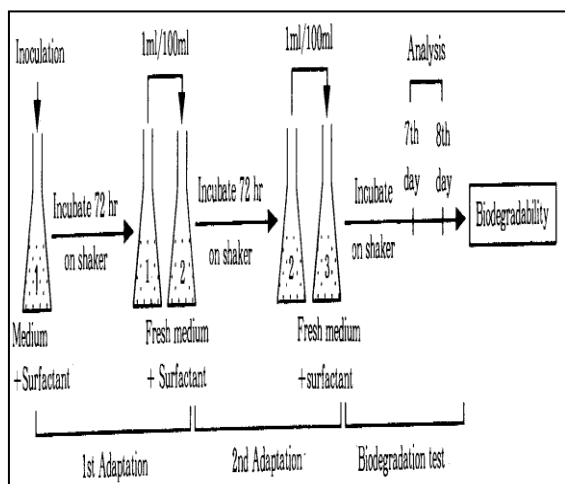 Inoculation
1ml/100ml
1ml/100ml
Analysis
7th
day
8th
day
Incubate 72 hr
on shaker
Incubate 72 hr
on shaker
Incubate
on shaker
Biodegradability
1
1
2
2
3
Medium
+Surfactant
Fresh medium
+ Surfactant
Fresh medium
+surfactant
1st Adaptation
2nd Adaptation
Biodegradation test